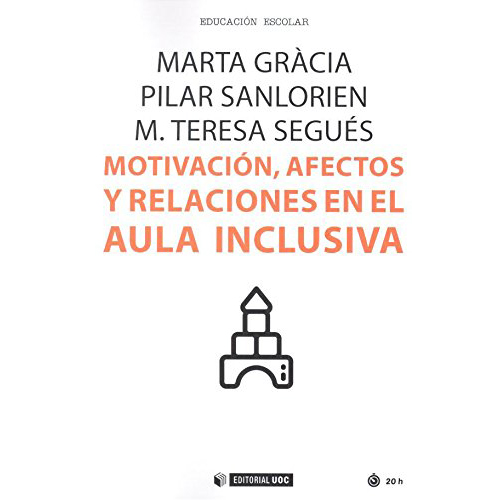 EDUCACIÓN ESCOLAR
MARTA GRÀCIA
PILAR SANLORIEN
M. TERESA SEGUÉS
MOTIVACIÓN, AFECTOS
Y RELACIONES EN EL
AULA INCLUSIVA
EDITORIAL UOC
20 h